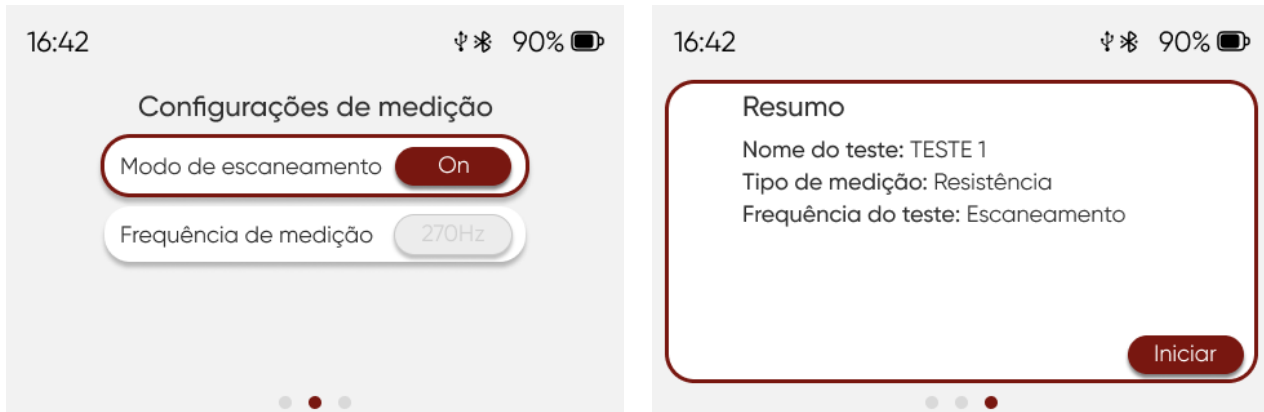 16:42
90%
Configurações de medição
Modo de escaneamento On
Frequência de medição 270Hz
16:42
90%
Resumo
Nome do teste: TESTE 1
Tipo de medição: Resistência
Frequência do teste: Escaneamento
Iniciar